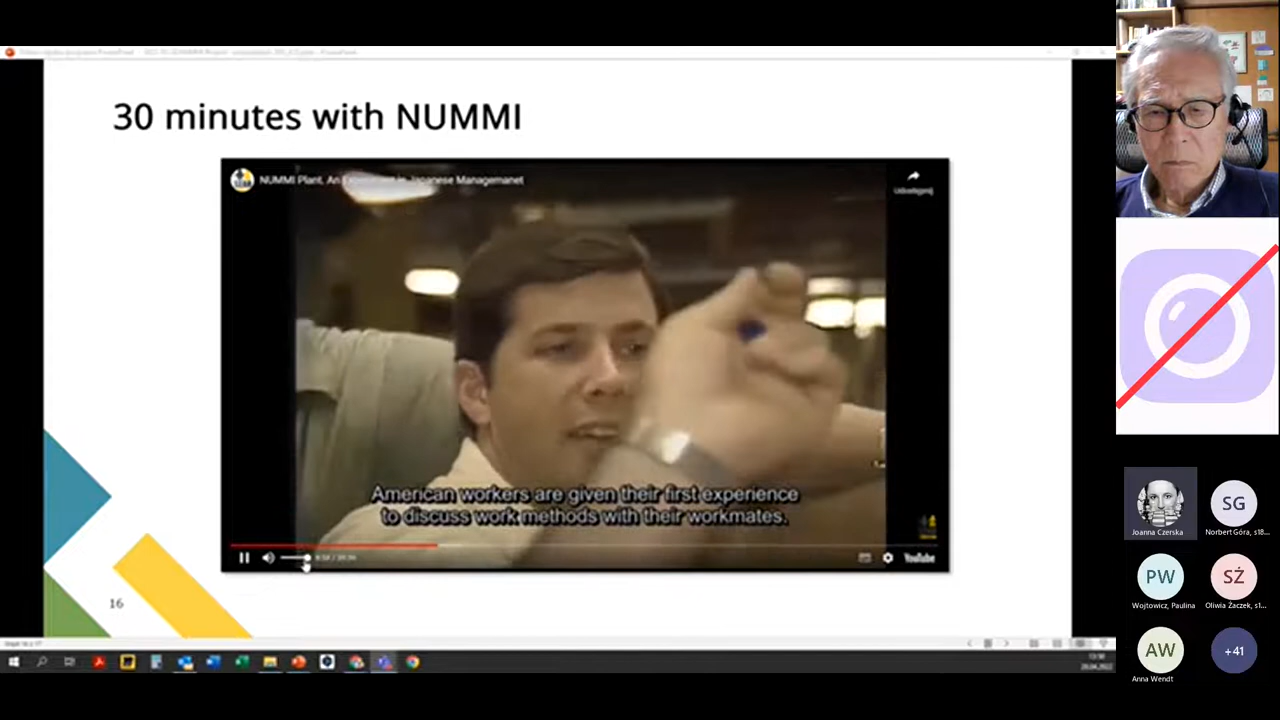 30 minutes with NUMMI
NUMMI Plant, An Experiment in Japanese Managemanet
Udostępnij
American workers are given their first experience
to discuss work methods with their workmates.
YouTube
16
Joanna Czerska
SG
Norbert Góra, s18...
PW
Wojtowicz, Paulina
SŻ
Oliwia Żaczek, s1...
AW
Anna Wendt
+41